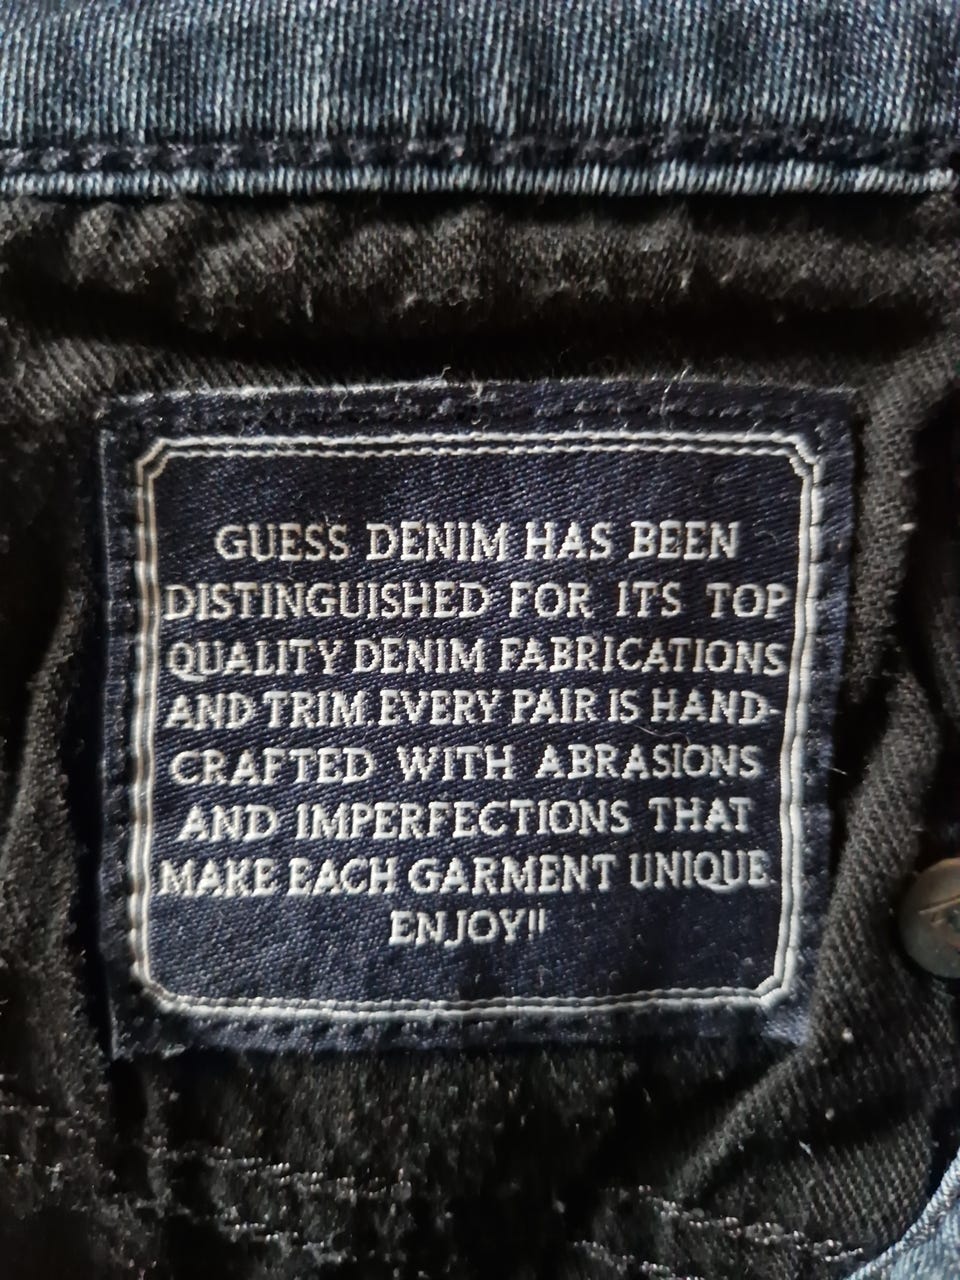 GUESS DENIM HAS BEEN
DISTINGUISHED FOR ITS TOP
QUALITY DENIM FABRICATIONS
AND TRIM. EVERY PAIR IS HAND-
CRAFTED WITH ABRASIONS
AND IMPERFECTIONS THAT
MAKE EACH GARMENT UNIQUE.
ENJOY!!